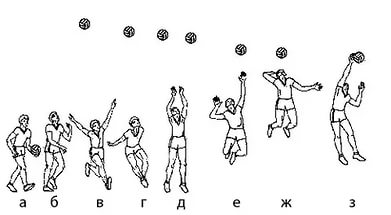 а б в г д е ж з